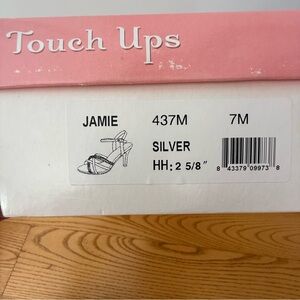 Touch Ups
JAMIE 437M 7M
SILVER
HH: 2 5/8"
8 43379 09973 8